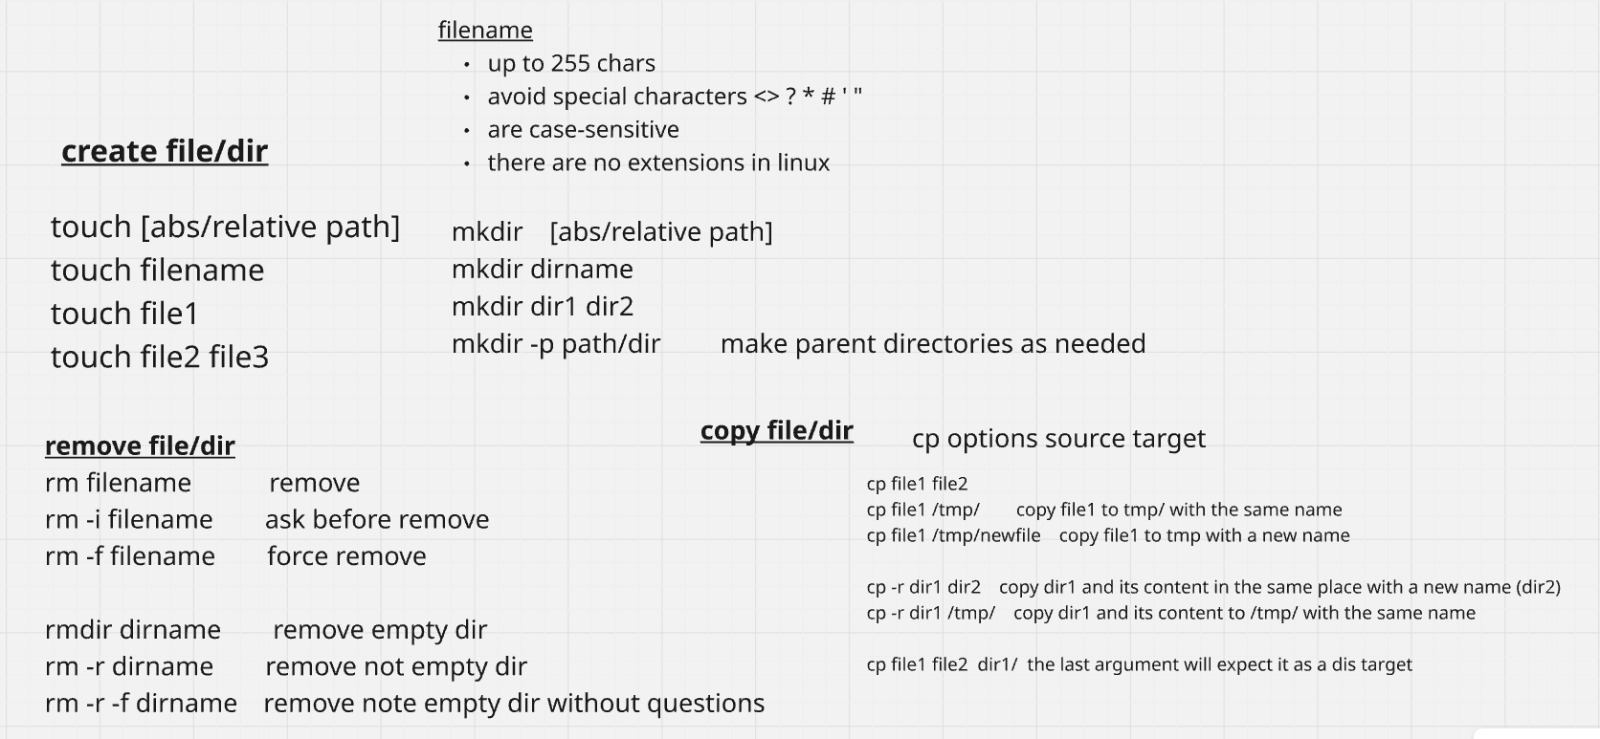 filename
• up to 255 chars
• avoid special characters <> ? * # ' "
• are case-sensitive
• there are no extensions in linux
create file/dir
touch [abs/relative path]
touch filename
touch file1
touch file2 file3
mkdir [abs/relative path]
mkdir dirname
mkdir dir1 dir2
mkdir -p path/dir make parent directories as needed
remove file/dir
rm filename remove
rm -i filename ask before remove
rm -f filename force remove
rmdir dirname remove empty dir
rm -r dirname remove not empty dir
rm -r -f dirname remove note empty dir without questions
copy file/dir cp options source target
cp file1 file2
cp file1 /tmp/ copy file1 to tmp/ with the same name
cp file1 /tmp/newfile copy file1 to tmp with a new name
cp -r dir1 dir2 copy dir1 and its content in the same place with a new name (dir2)
cp -r dir1 /tmp/ copy dir1 and its content to /tmp/ with the same name
cp file1 file2 dir1/ the last argument will expect it as a dis target